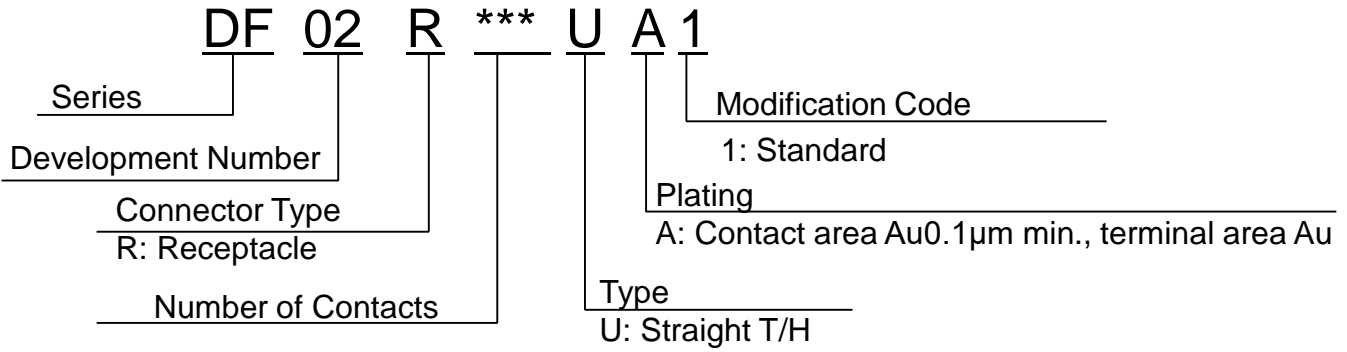 DF 02 R *** U A 1
Series
Modification Code
1: Standard
Development Number
Plating
A: Contact area Au0.1µm min., terminal area Au
Connector Type
R: Receptacle
Number of Contacts
Type
U: Straight T/H